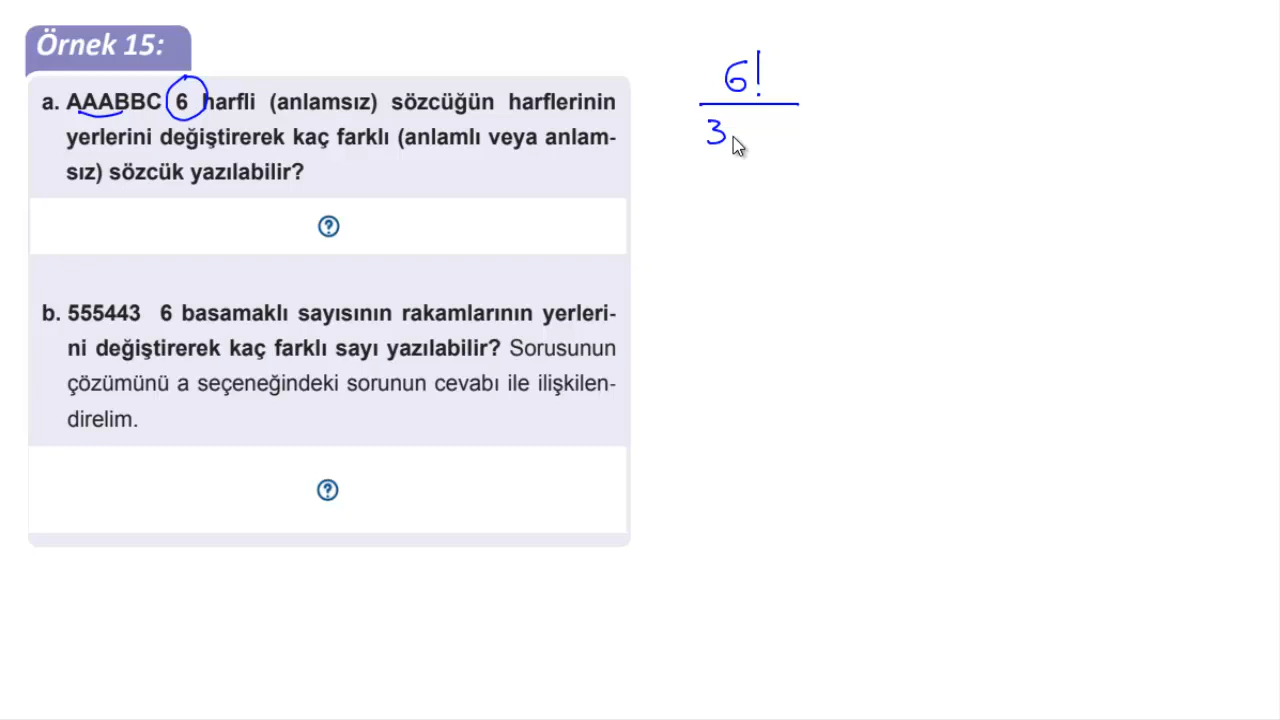 Örnek 15:
a. AAABBC 6 harfli (anlamsız) sözcüğün harflerinin
yerlerini değiştirerek kaç farklı (anlamlı veya anlam-
sız) sözcük yazılabilir?
b. 555443 6 basamaklı sayısının rakamlarının yerleri-
ni değiştirerek kaç farklı sayı yazılabilir? Sorusunun
çözümünü a seçeneğindeki sorunun cevabı ile ilişkilen-
direlim.
6!
3